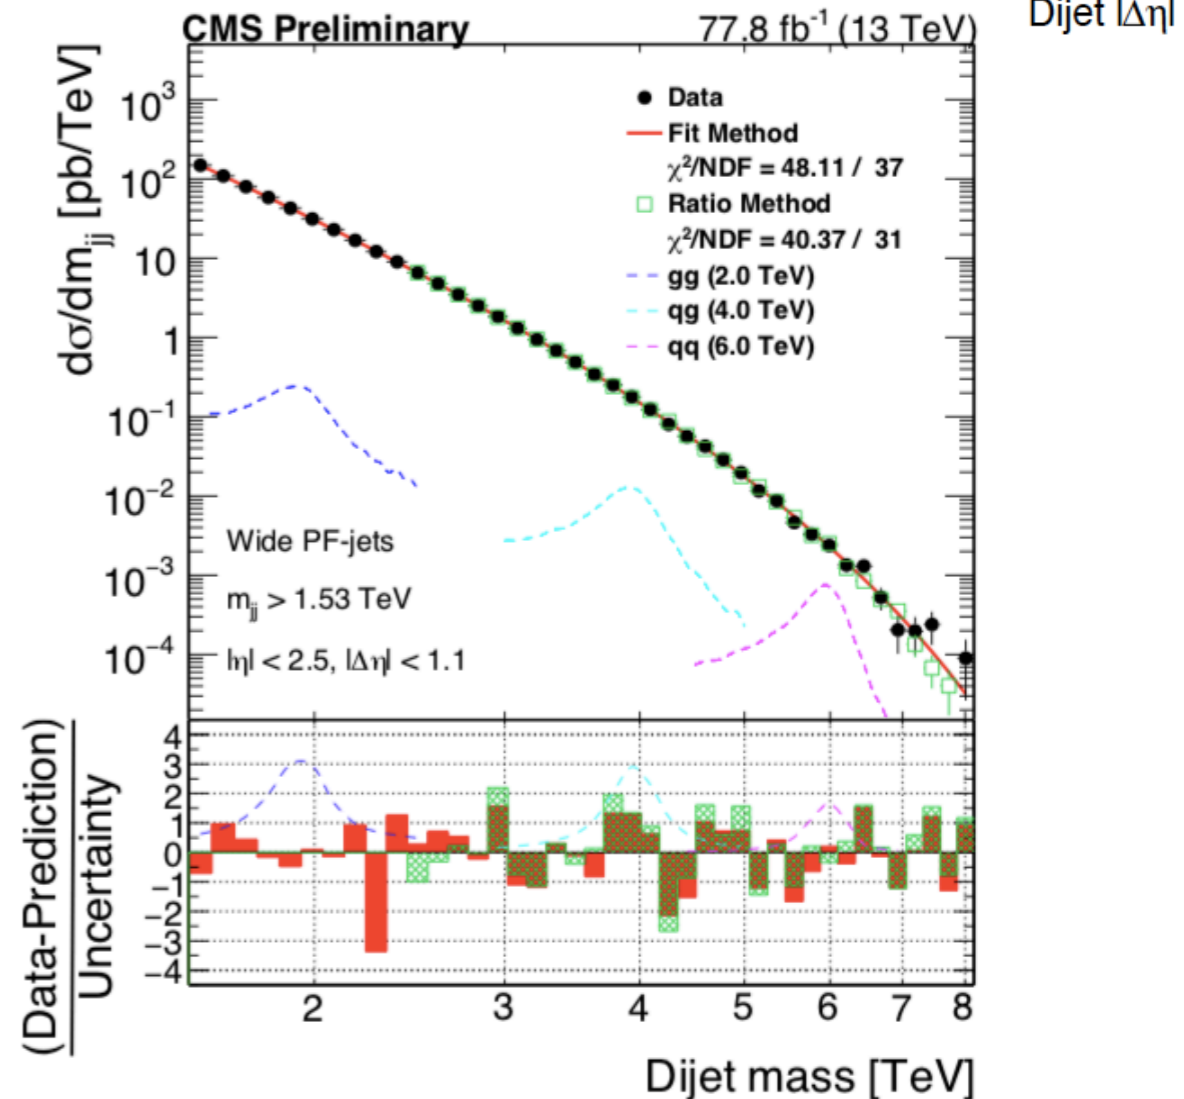 CMS Preliminary 77.8 fb⁻¹ (13 TeV)
Dijet |Δη|
dσ/dm_jj [pb/TeV]
10³
10²
10
1
10⁻¹
10⁻²
10⁻³
10⁻⁴
Data
Fit Method
χ²/NDF = 48.11 / 37
Ratio Method
χ²/NDF = 40.37 / 31
gg (2.0 TeV)
qg (4.0 TeV)
qq (6.0 TeV)
Wide PF-jets
m_jj > 1.53 TeV
|η| < 2.5, |Δη| < 1.1
(Data-Prediction)
Uncertainty
4
3
2
1
0
−1
−2
−3
−4
2 3 4 5 6 7 8
Dijet mass [TeV]